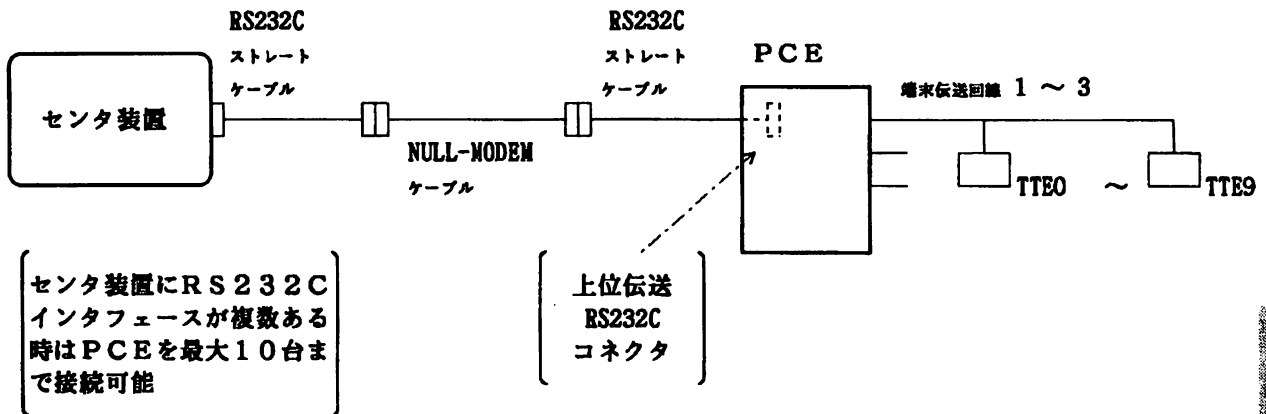 RS232C
ストレート
ケーブル
RS232C
ストレート
ケーブル
PCE
端末伝送回線 1 ～ 3
センタ装置
NULL-MODEM
ケーブル
TTE0 ～ TTE9
センタ装置にRS232C
インタフェースが複数ある
時はPCEを最大10台ま
で接続可能
上位伝送
RS232C
コネクタ